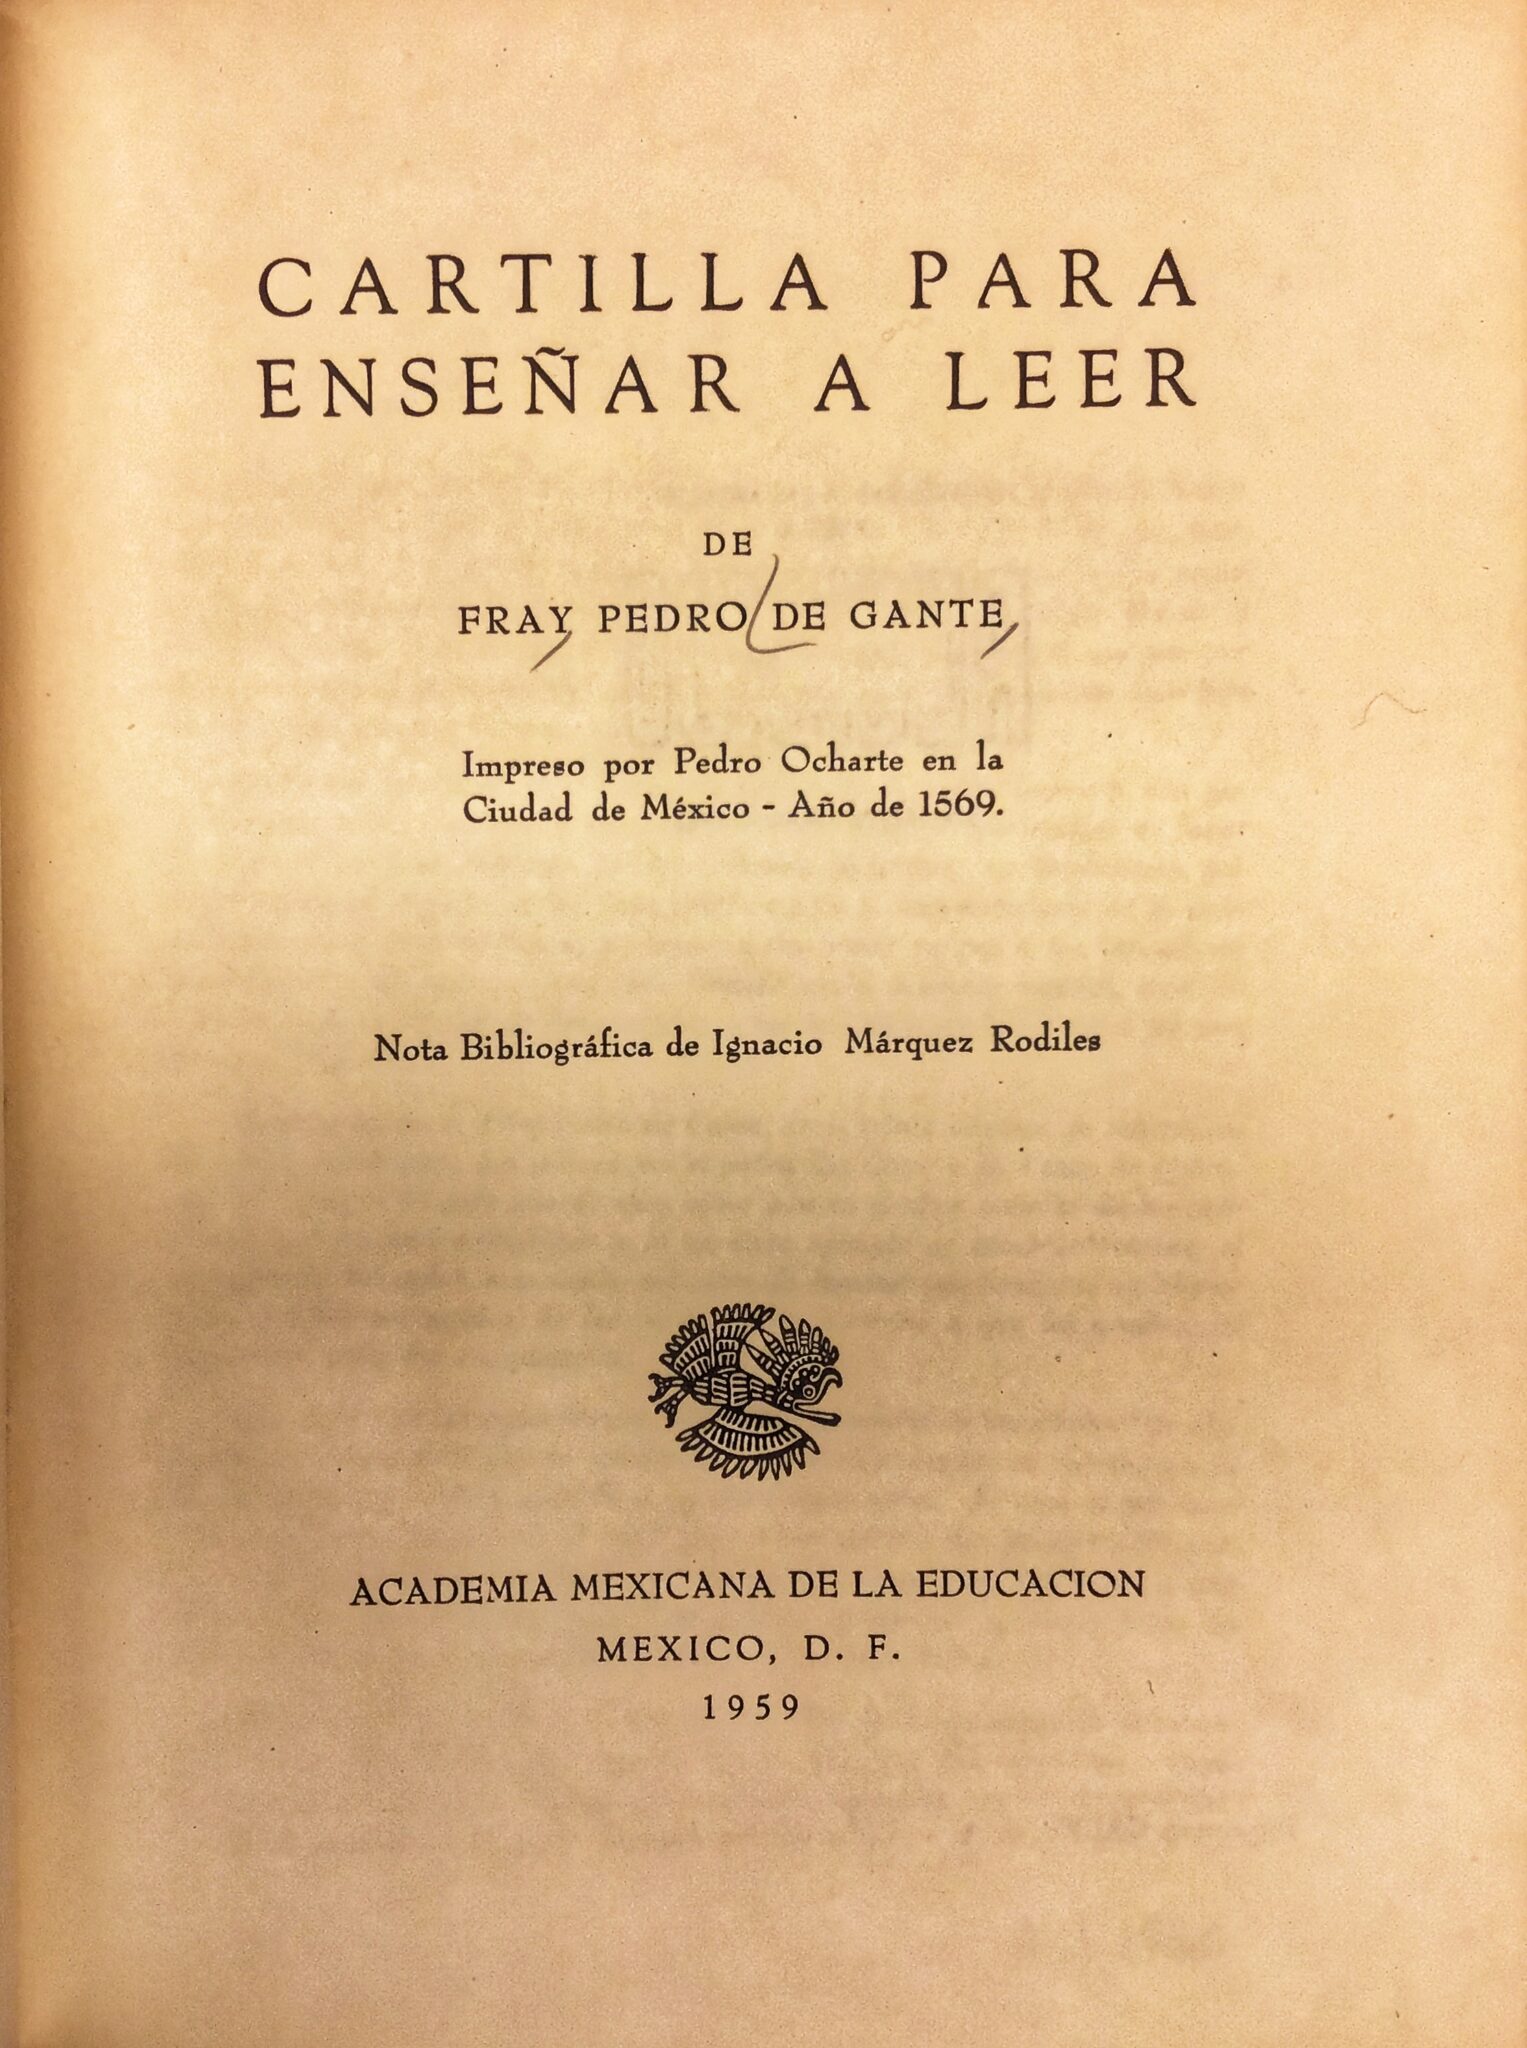 CARTILLA PARA
ENSEÑAR A LEER
DE
FRAY PEDRO DE GANTE
Impreso por Pedro Ocharte en la
Ciudad de México - Año de 1569.
Nota Bibliográfica de Ignacio Márquez Rodiles
ACADEMIA MEXICANA DE LA EDUCACION
MEXICO, D. F.
1959